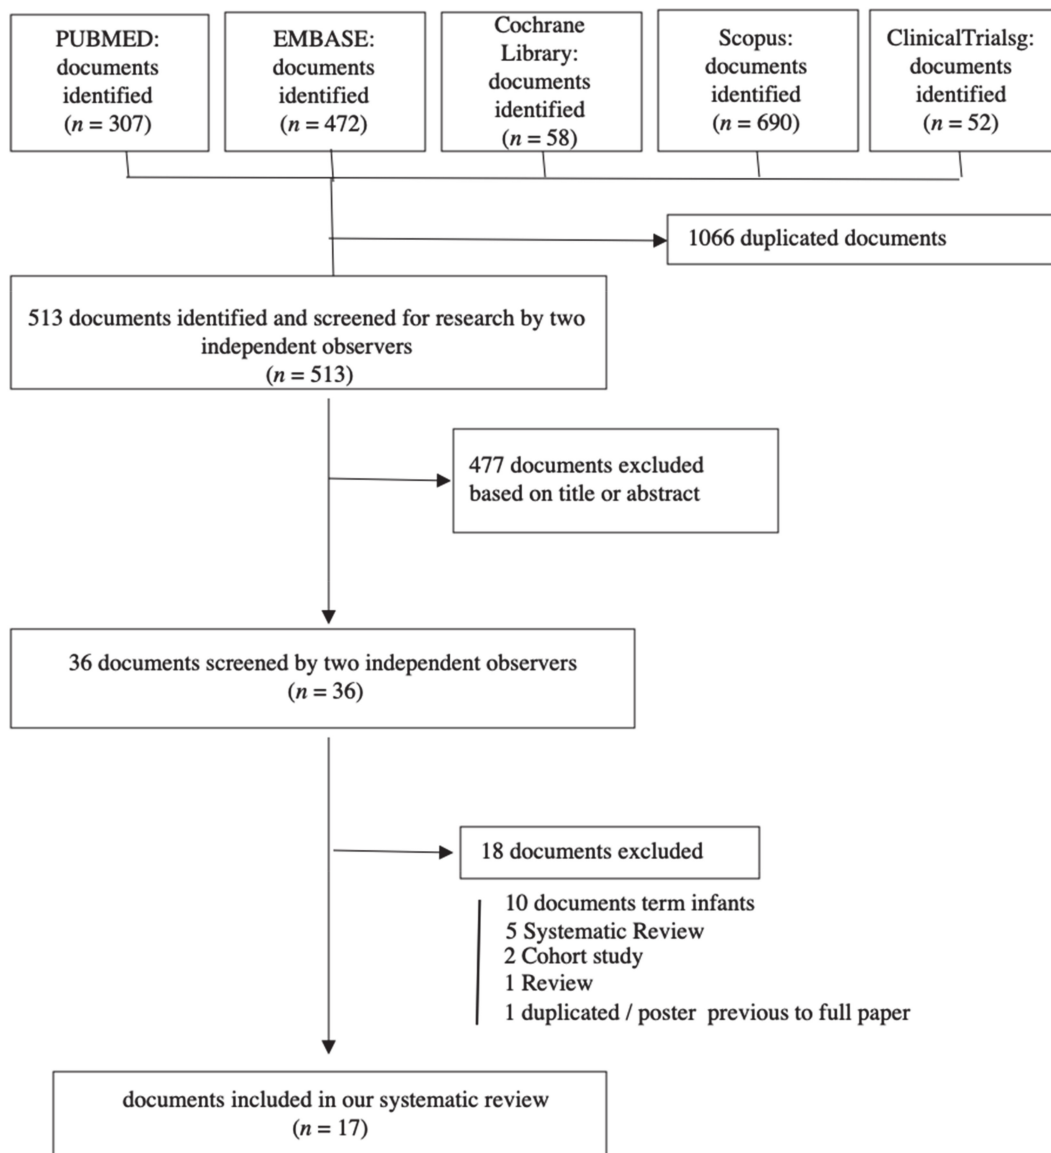 PUBMED:
documents
identified
(n = 307)
EMBASE:
documents
identified
(n = 472)
Cochrane
Library:
documents
identified
(n = 58)
Scopus:
documents
identified
(n = 690)
ClinicalTrialsg:
documents
identified
(n = 52)
1066 duplicated documents
513 documents identified and screened for research by two
independent observers
(n = 513)
477 documents excluded
based on title or abstract
36 documents screened by two independent observers
(n = 36)
18 documents excluded
10 documents term infants
5 Systematic Review
2 Cohort study
1 Review
1 duplicated / poster previous to full paper
documents included in our systematic review
(n = 17)